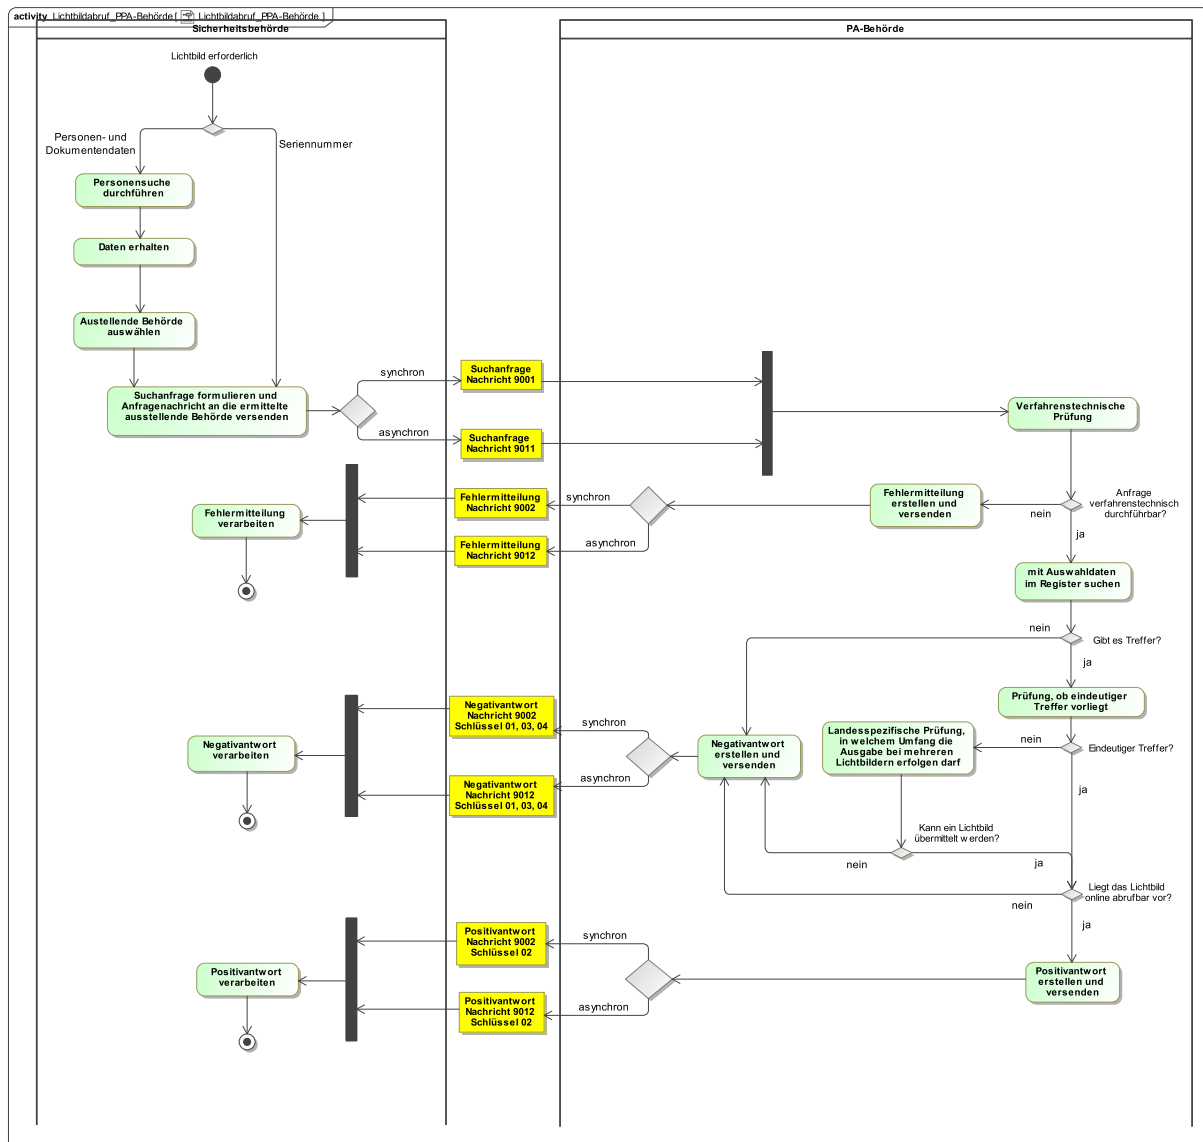 activity Lichtbildabruf_PPA-Behörde [ Lichtbildabruf_PPA-Behörde ]
Sicherheitsbehörde
PA-Behörde
Lichtbild erforderlich
Personen- und
Dokumentendaten
Seriennummer
Personensuche
durchführen
Daten erhalten
Austellende Behörde
auswählen
Suchanfrage formulieren und
Anfragenachricht an die ermittelte
ausstellende Behörde versenden
synchron
asynchron
Suchanfrage
Nachricht 9001
Suchanfrage
Nachricht 9011
Verfahrenstechnische
Prüfung
Anfrage
verfahrenstechnisch
durchführbar?
nein
ja
Fehlermitteilung
erstellen und
versenden
synchron
asynchron
Fehlermitteilung
Nachricht 9002
Fehlermitteilung
Nachricht 9012
Fehlermitteilung
verarbeiten
mit Auswahldaten
im Register suchen
nein
Gibt es Treffer?
ja
Prüfung, ob eindeutiger
Treffer vorliegt
nein
Eindeutiger Treffer?
ja
Landesspezifische Prüfung,
in welchem Umfang die
Ausgabe bei mehreren
Lichtbildern erfolgen darf
Negativantwort
erstellen und
versenden
synchron
asynchron
Negativantwort
Nachricht 9002
Schlüssel 01, 03, 04
Negativantwort
Nachricht 9012
Schlüssel 01, 03, 04
Negativantwort
verarbeiten
Kann ein Lichtbild
übermittelt werden?
nein
ja
Liegt das Lichtbild
online abrufbar vor?
nein
ja
Positivantwort
erstellen und
versenden
synchron
asynchron
Positivantwort
Nachricht 9002
Schlüssel 02
Positivantwort
Nachricht 9012
Schlüssel 02
Positivantwort
verarbeiten